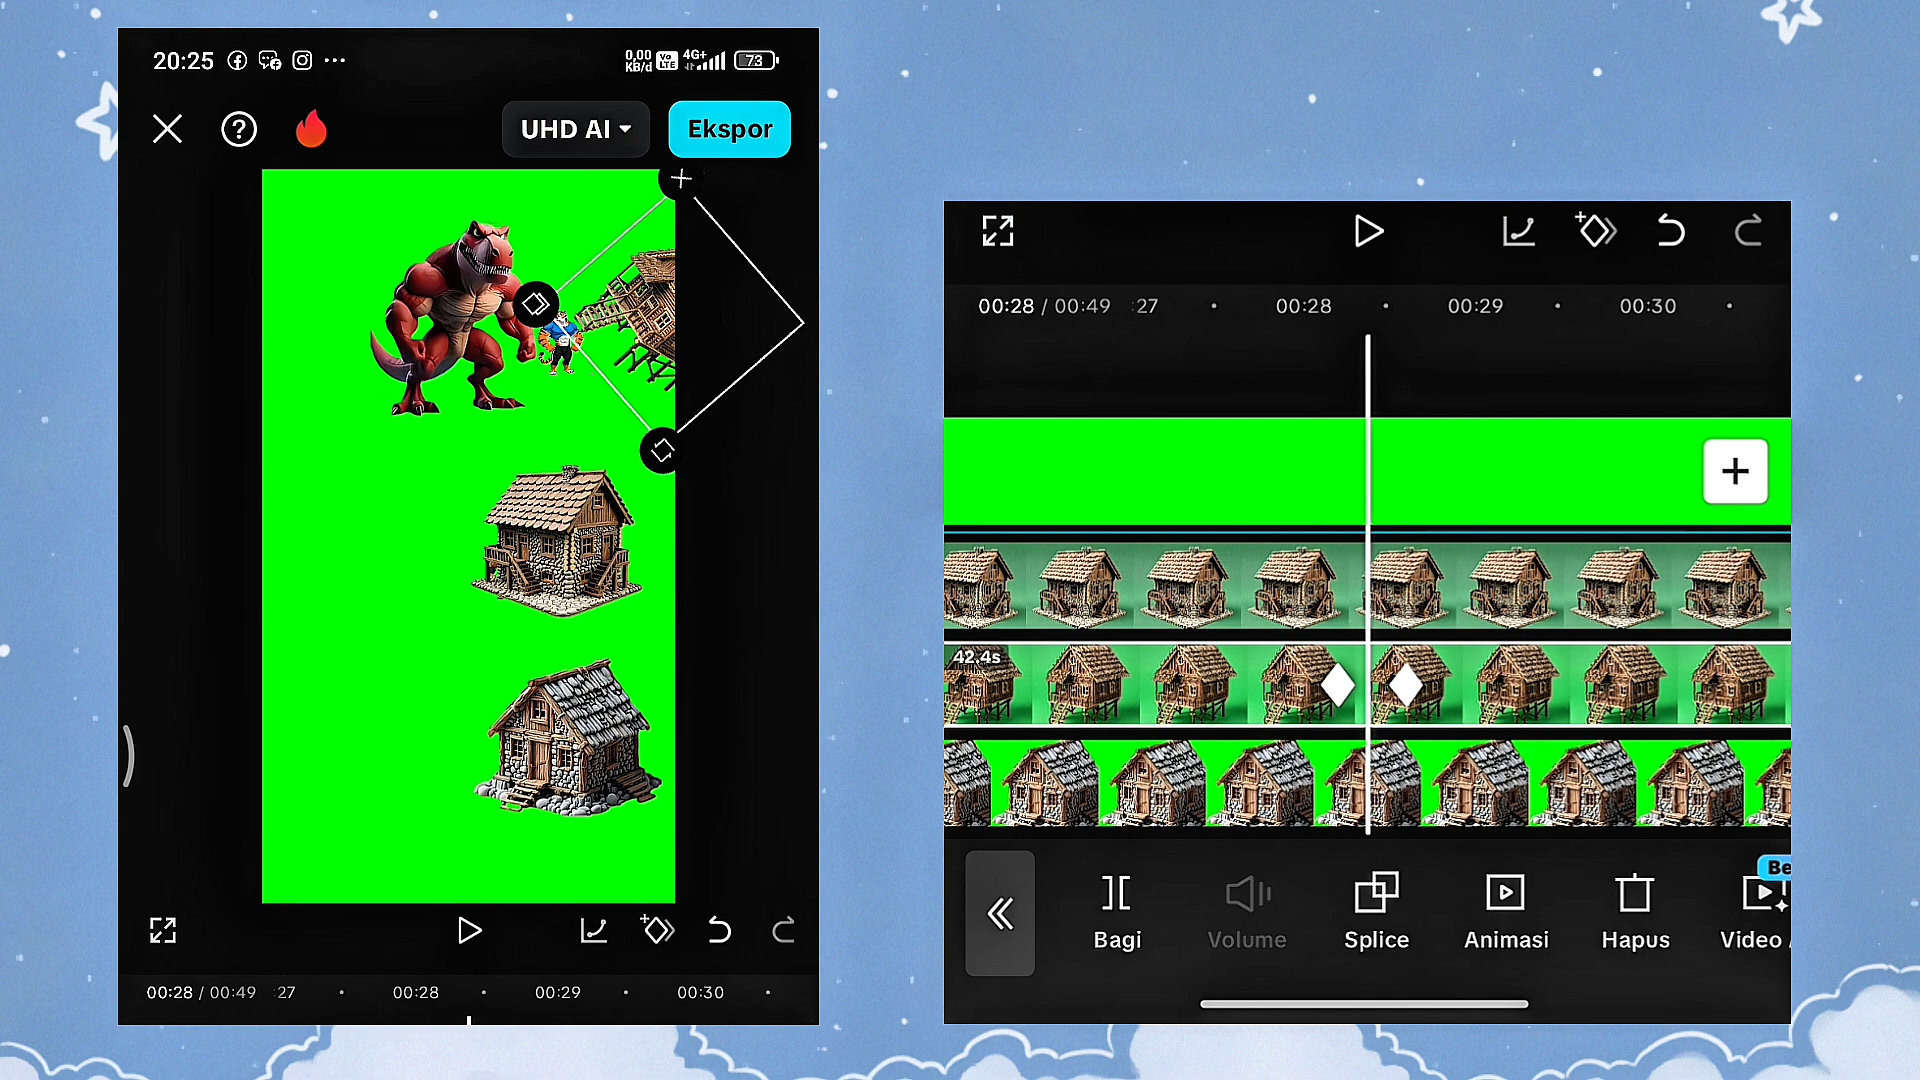 20:25
0,00 KB/d Vo LTE 4G+ 73
UHD AI
Ekspor
00:28 / 00:49 :27 00:28 00:29 00:30
00:28 / 00:49 :27 00:28 00:29 00:30
42.4s
Be
Bagi Volume Splice Animasi Hapus Video